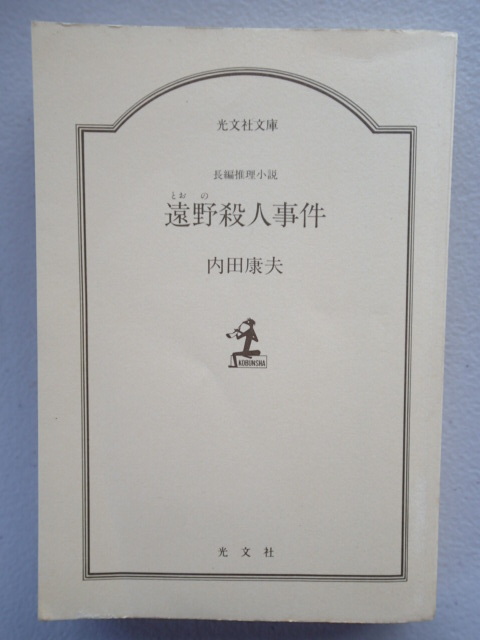 光文社文庫
長編推理小説
とおの
遠野殺人事件
内田康夫
KOBUNSHA
光文社